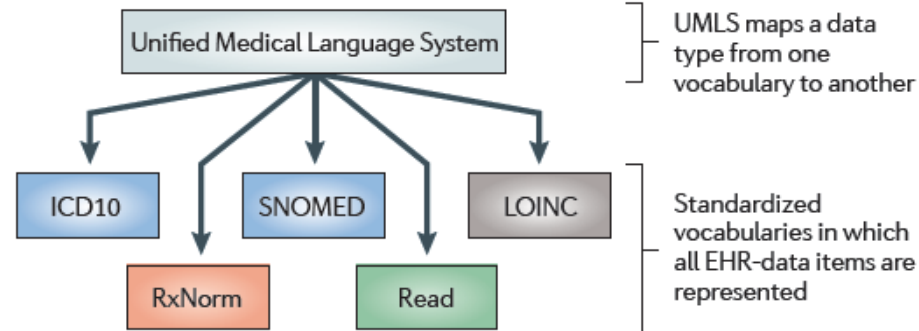 Unified Medical Language System
UMLS maps a data
type from one
vocabulary to another
ICD10
SNOMED
LOINC
RxNorm
Read
Standardized
vocabularies in which
all EHR-data items are
represented